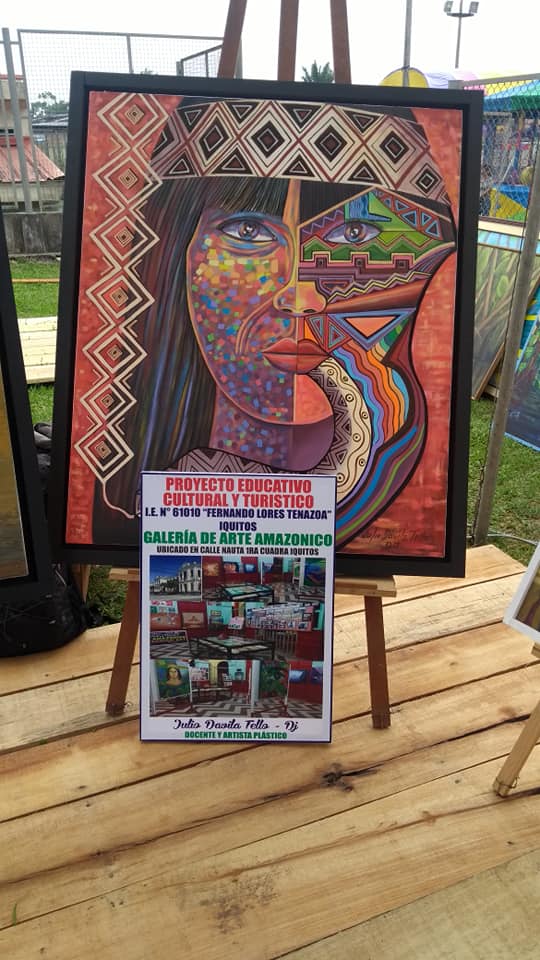 PROYECTO EDUCATIVO
CULTURAL Y TURISTICO
I.E. Nº 61010 "FERNANDO LORES TENAZOA"
IQUITOS
GALERÍA DE ARTE AMAZONICO
UBICADO EN CALLE NAUTA 1RA CUADRA IQUITOS
Julio Davila Tello - Dj
DOCENTE Y ARTISTA PLÁSTICO